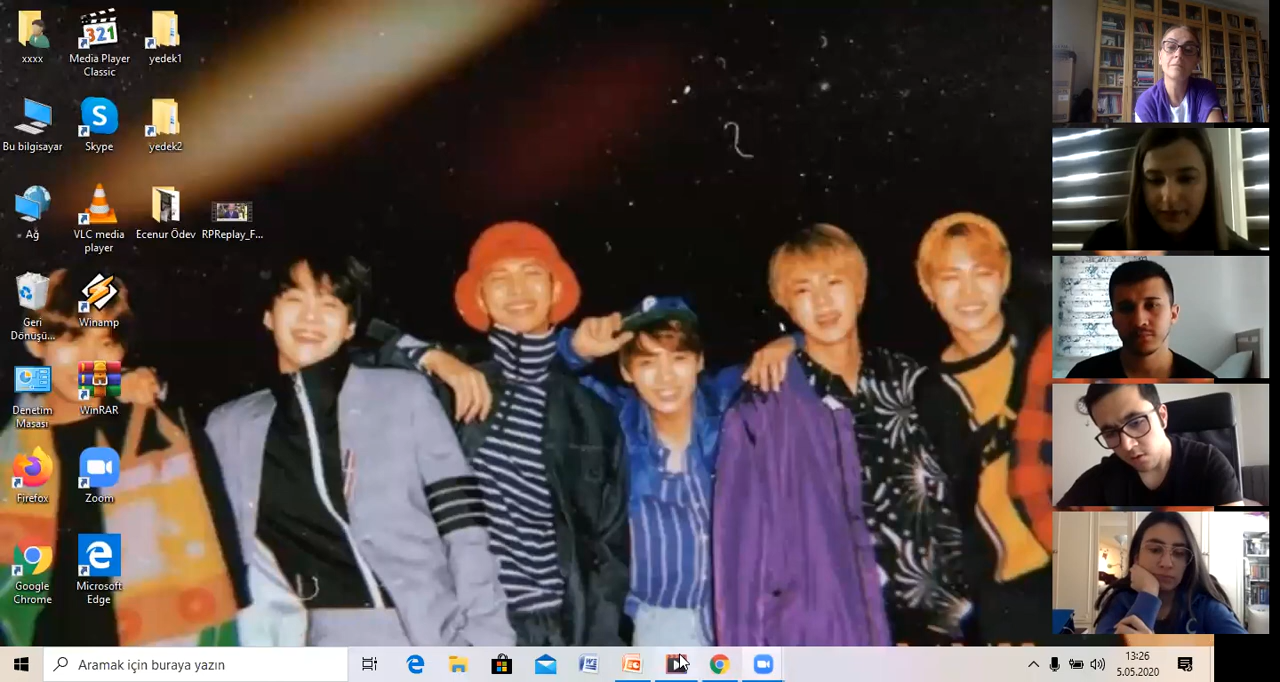 xxxx
Media Player
Classic
yedek1
Bu bilgisayar
Skype
yedek2
Ağ
VLC media
player
Ecenur Ödev
RPReplay_F...
Geri
Dönüşü...
Winamp
Denetim
Masası
WinRAR
Firefox
Zoom
Google
Chrome
Microsoft
Edge
Aramak için buraya yazın
13:26
5.05.2020